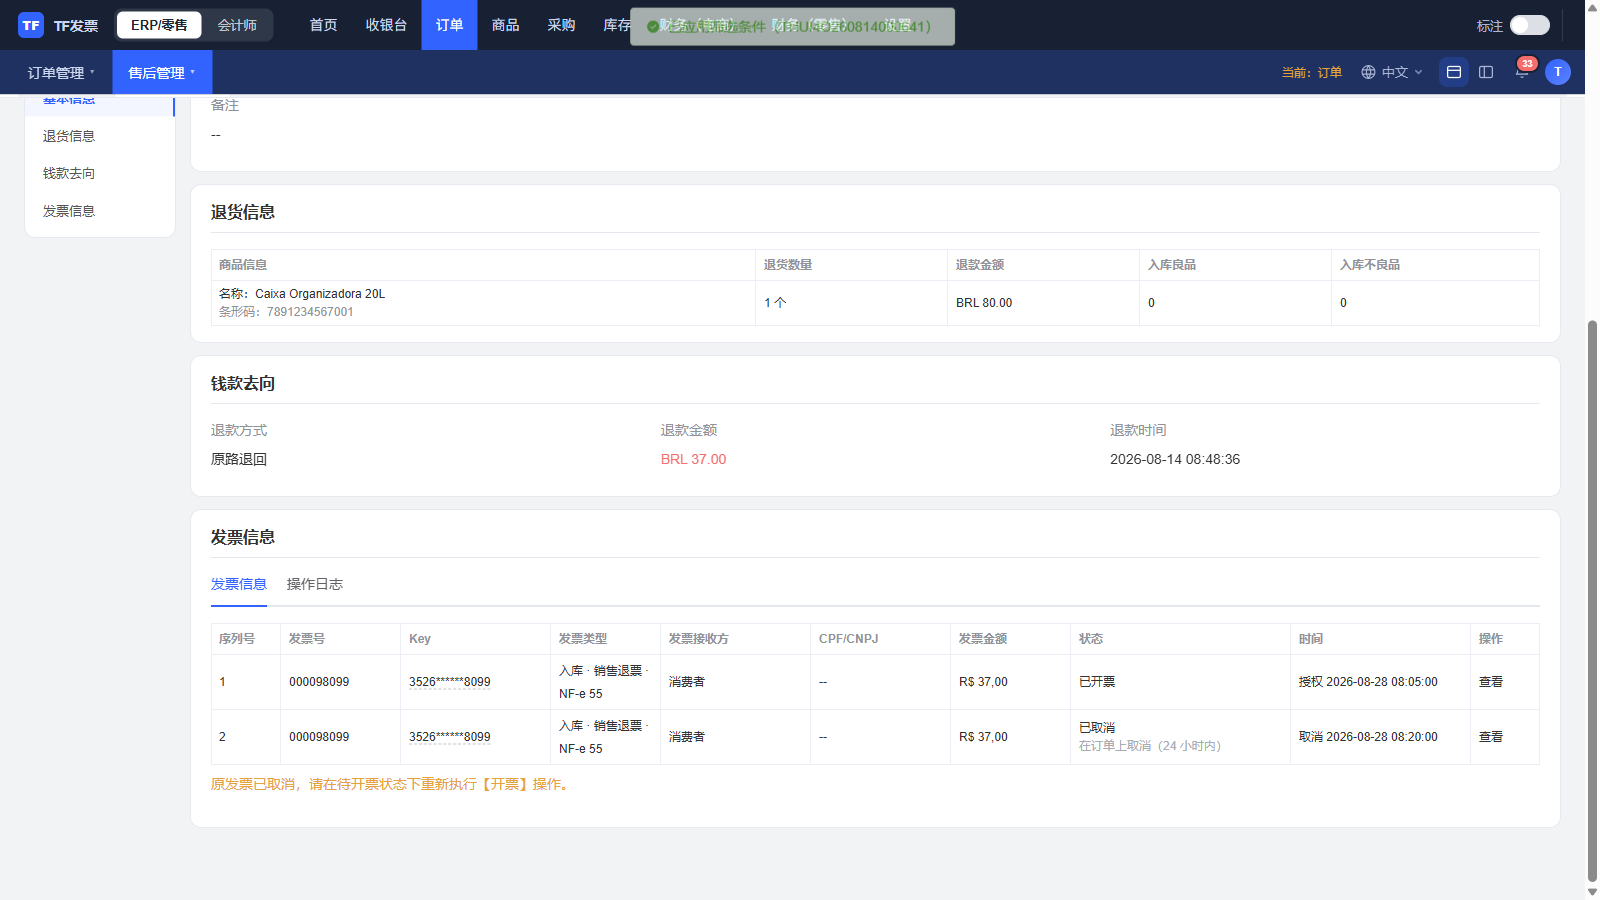 TF TF发票 ERP/零售 会计师 首页 收银台 订单 商品 采购 库存 标注
订单管理 售后管理 当前：订单 中文 33 T
基本信息
退货信息
钱款去向
发票信息
备注
--
退货信息
商品信息 退货数量 退款金额 入库良品 入库不良品
名称：Caixa Organizadora 20L
条形码：7891234567001
1 个 BRL 80.00 0 0
钱款去向
退款方式 退款金额 退款时间
原路退回 BRL 37.00 2026-08-14 08:48:36
发票信息
发票信息 操作日志
序列号 发票号 Key 发票类型 发票接收方 CPF/CNPJ 发票金额 状态 时间 操作
1 000098099 3526******8099 入库 · 销售退票 · NF-e 55 消费者 -- R$ 37,00 已开票 授权 2026-08-28 08:05:00 查看
2 000098099 3526******8099 入库 · 销售退票 · NF-e 55 消费者 -- R$ 37,00 已取消 取消 2026-08-28 08:20:00 查看
在订单上取消（24 小时内）
原发票已取消，请在待开票状态下重新执行【开票】操作。